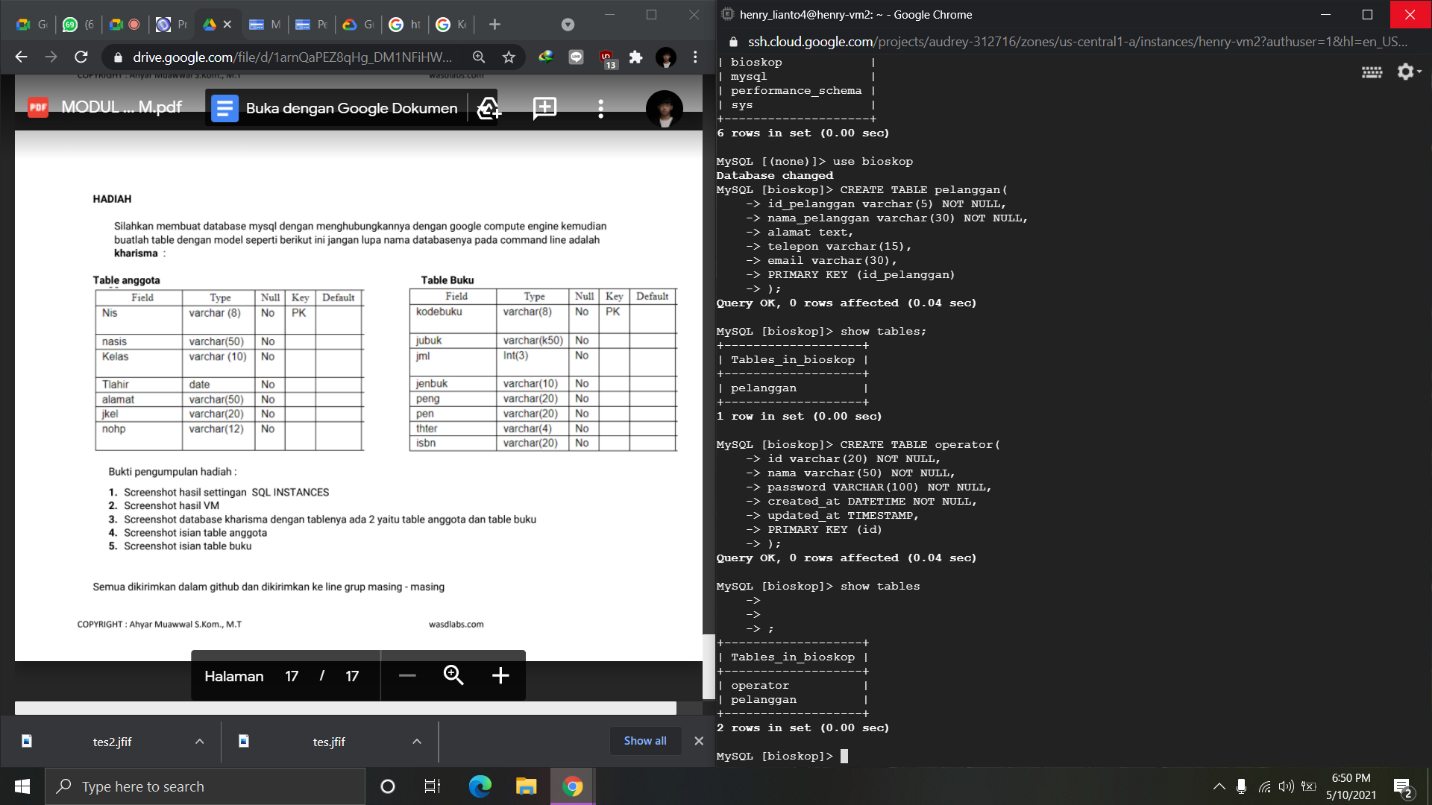 henry_lianto4@henry-vm2: ~ - Google Chrome
drive.google.com/file/d/1arnQaPEZ8qHg_DM1NFiHW...
13
COPYRIGHT : Ahyar Muawwal S.Kom., M.T wasdlabs.com
PDF MODUL ... M.pdf
Buka dengan Google Dokumen
HADIAH
Silahkan membuat database mysql dengan menghubungkannya dengan google compute engine kemudian
buatlah table dengan model seperti berikut ini jangan lupa nama databasenya pada command line adalah
kharisma :
Table anggota
Field Type Null Key Default
Nis varchar (8) No PK
nasis varchar(50) No
Kelas varchar (10) No
Tlahir date No
alamat varchar(50) No
jkel varchar(20) No
nohp varchar(12) No
Table Buku
Field Type Null Key Default
kodebuku varchar(8) No PK
jubuk varchar(k50) No
jml Int(3) No
jenbuk varchar(10) No
peng varchar(20) No
pen varchar(20) No
thter varchar(4) No
isbn varchar(20) No
Bukti pengumpulan hadiah :
1. Screenshot hasil settingan SQL INSTANCES
2. Screenshot hasil VM
3. Screenshot database kharisma dengan tablenya ada 2 yaitu table anggota dan table buku
4. Screenshot isian table anggota
5. Screenshot isian table buku
Semua dikirimkan dalam github dan dikirimkan ke line grup masing - masing
COPYRIGHT : Ahyar Muawwal S.Kom., M.T wasdlabs.com
Halaman 17 / 17
tes2.jfif
tes.jfif
Show all
ssh.cloud.google.com/projects/audrey-312716/zones/us-central1-a/instances/henry-vm2?authuser=1&hl=en_US...
| bioskop |
| mysql |
| performance_schema |
| sys |
+--------------------+
6 rows in set (0.00 sec)
MySQL [(none)]> use bioskop
Database changed
MySQL [bioskop]> CREATE TABLE pelanggan(
-> id_pelanggan varchar(5) NOT NULL,
-> nama_pelanggan varchar(30) NOT NULL,
-> alamat text,
-> telepon varchar(15),
-> email varchar(30),
-> PRIMARY KEY (id_pelanggan)
-> );
Query OK, 0 rows affected (0.04 sec)
MySQL [bioskop]> show tables;
+-------------------+
| Tables_in_bioskop |
+-------------------+
| pelanggan |
+-------------------+
1 row in set (0.00 sec)
MySQL [bioskop]> CREATE TABLE operator(
-> id varchar(20) NOT NULL,
-> nama varchar(50) NOT NULL,
-> password VARCHAR(100) NOT NULL,
-> created_at DATETIME NOT NULL,
-> updated_at TIMESTAMP,
-> PRIMARY KEY (id)
-> );
Query OK, 0 rows affected (0.04 sec)
MySQL [bioskop]> show tables
->
->
-> ;
+-------------------+
| Tables_in_bioskop |
+-------------------+
| operator |
| pelanggan |
+-------------------+
2 rows in set (0.00 sec)
MySQL [bioskop]>
Type here to search
6:50 PM
5/10/2021
2